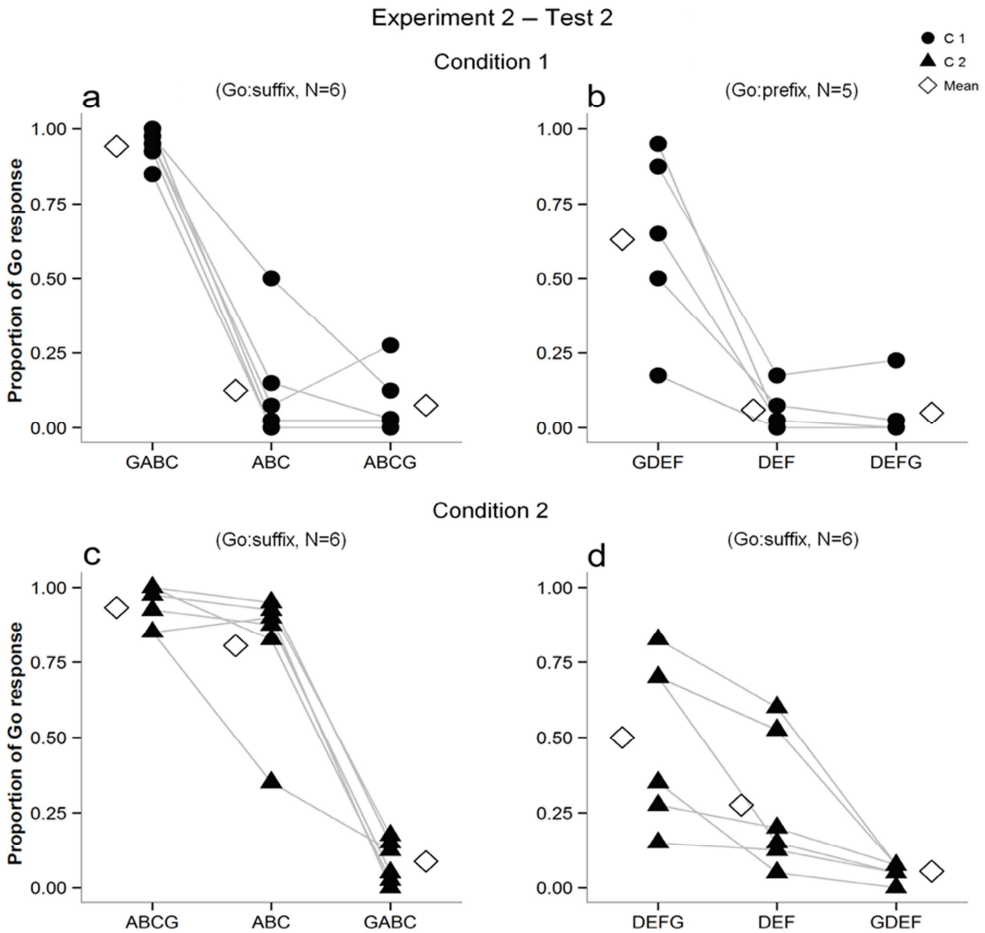 Experiment 2 – Test 2
C 1
C 2
Mean
Condition 1
a
(Go:suffix, N=6)
b
(Go:prefix, N=5)
Proportion of Go response
1.00
0.75
0.50
0.25
0.00
GABC ABC ABCG
1.00
0.75
0.50
0.25
0.00
GDEF DEF DEFG
Condition 2
c
(Go:suffix, N=6)
d
(Go:suffix, N=6)
Proportion of Go response
1.00
0.75
0.50
0.25
0.00
ABCG ABC GABC
1.00
0.75
0.50
0.25
0.00
DEFG DEF GDEF